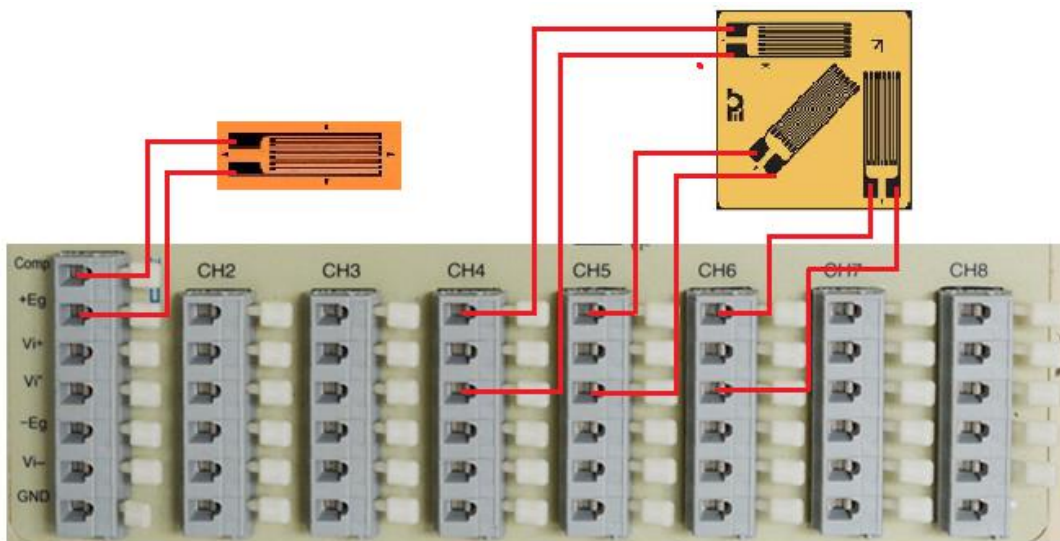 Comp
CH2 CH3 CH4 CH5 CH6 CH7 CH8
+Eg
Vi+
Vi"
-Eg
Vi-
GND